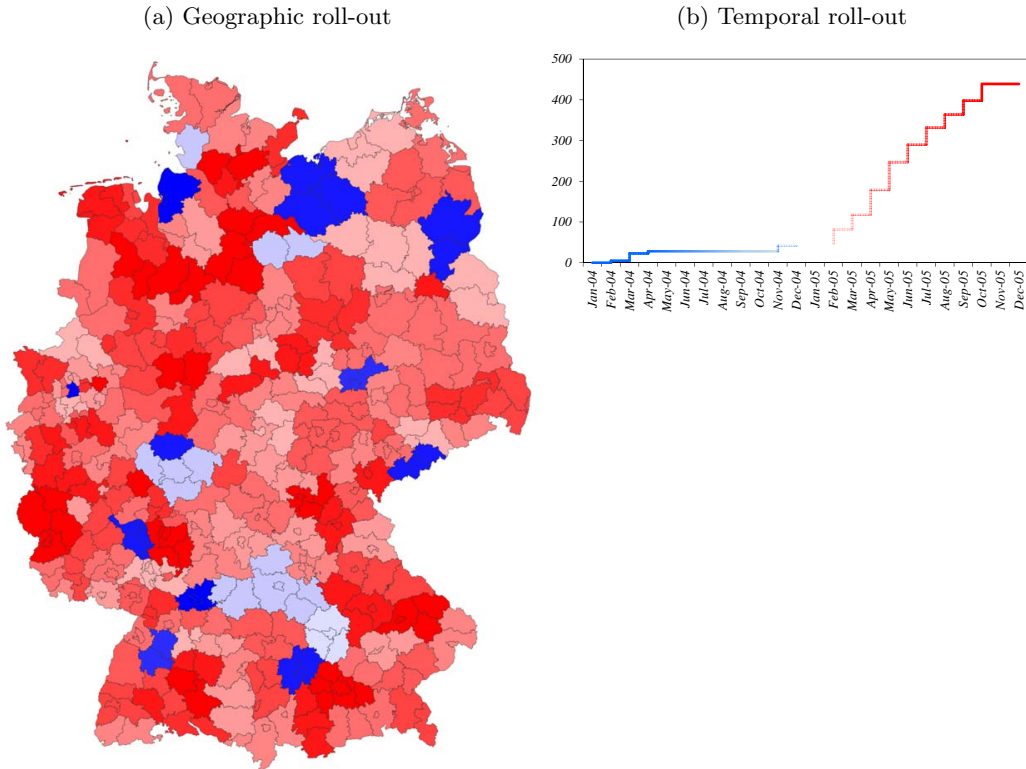 (a) Geographic roll-out
(b) Temporal roll-out
500
400
300
200
100
0
Jan-04
Feb-04
Mar-04
Apr-04
May-04
Jun-04
Jul-04
Aug-04
Sep-04
Oct-04
Nov-04
Dec-04
Jan-05
Feb-05
Mar-05
Apr-05
May-05
Jun-05
Jul-05
Aug-05
Sep-05
Oct-05
Nov-05
Dec-05